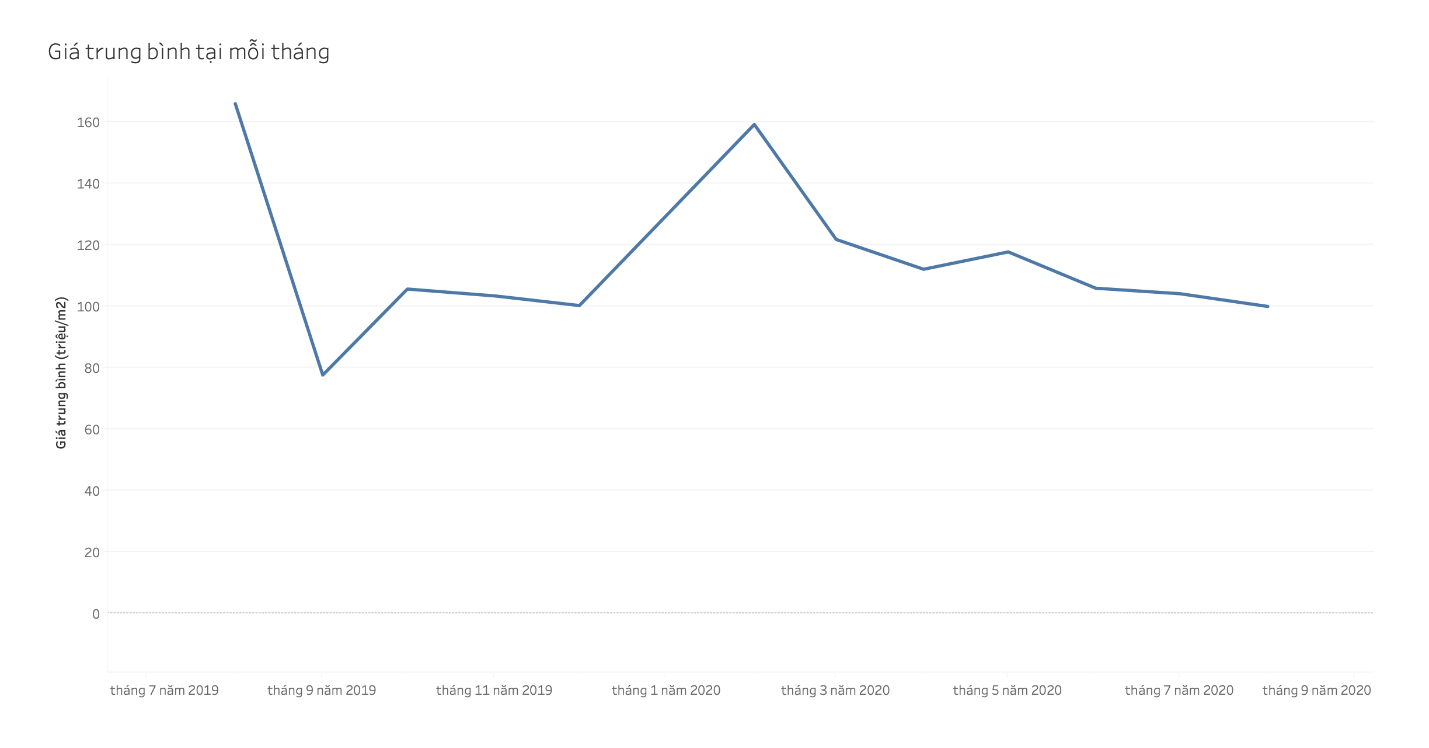 Giá trung bình tại mỗi tháng
Giá trung bình (triệu/m2)
160
140
120
100
80
60
40
20
0
tháng 7 năm 2019
tháng 9 năm 2019
tháng 11 năm 2019
tháng 1 năm 2020
tháng 3 năm 2020
tháng 5 năm 2020
tháng 7 năm 2020
tháng 9 năm 2020